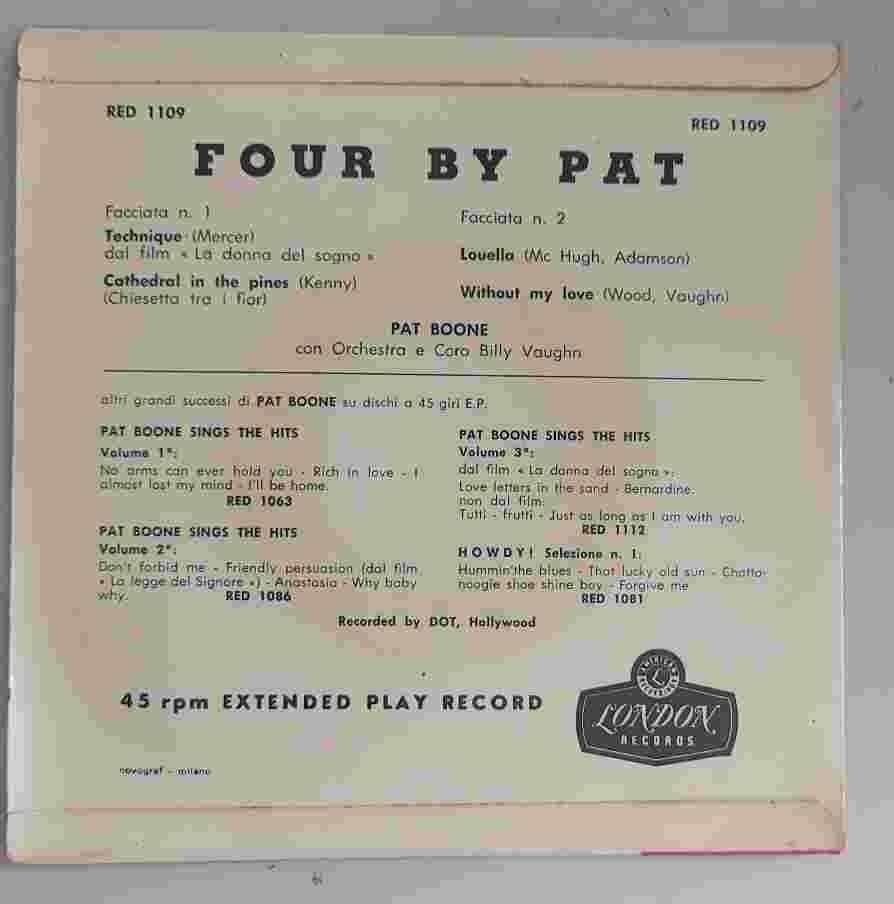 RED 1109
RED 1109
FOUR BY PAT
Facciata n. 1
Technique (Mercer)
dal film « La donna del sogno »
Cathedral in the pines (Kenny)
(Chiesetta tra i fior)
Facciata n. 2
Louella (Mc Hugh, Adamson)
Without my love (Wood, Vaughn)
PAT BOONE
con Orchestra e Coro Billy Vaughn
altri grandi successi di PAT BOONE su dischi a 45 giri E.P.
PAT BOONE SINGS THE HITS
Volume 1°:
No arms can ever hold you - Rich in love - I
almost lost my mind - I'll be home.
RED 1063
PAT BOONE SINGS THE HITS
Volume 2°:
Don't forbid me - Friendly persuasion (dal film
« La legge del Signore ») - Anastasia - Why baby
why. RED 1086
PAT BOONE SINGS THE HITS
Volume 3°:
dal film « La donna del sogno »:
Love letters in the sand - Bernardine.
non dal film:
Tutti - frutti - Just as long as I am with you.
RED 1112
HOWDY! Selezione n. 1:
Hummin'the blues - That lucky old sun - Chatta-
noogie shoe shine boy - Forgive me
RED 1081
Recorded by DOT, Hollywood
45 rpm EXTENDED PLAY RECORD
AMERICAN
L
RECORDINGS
LONDON
RECORDS
novograf - milano